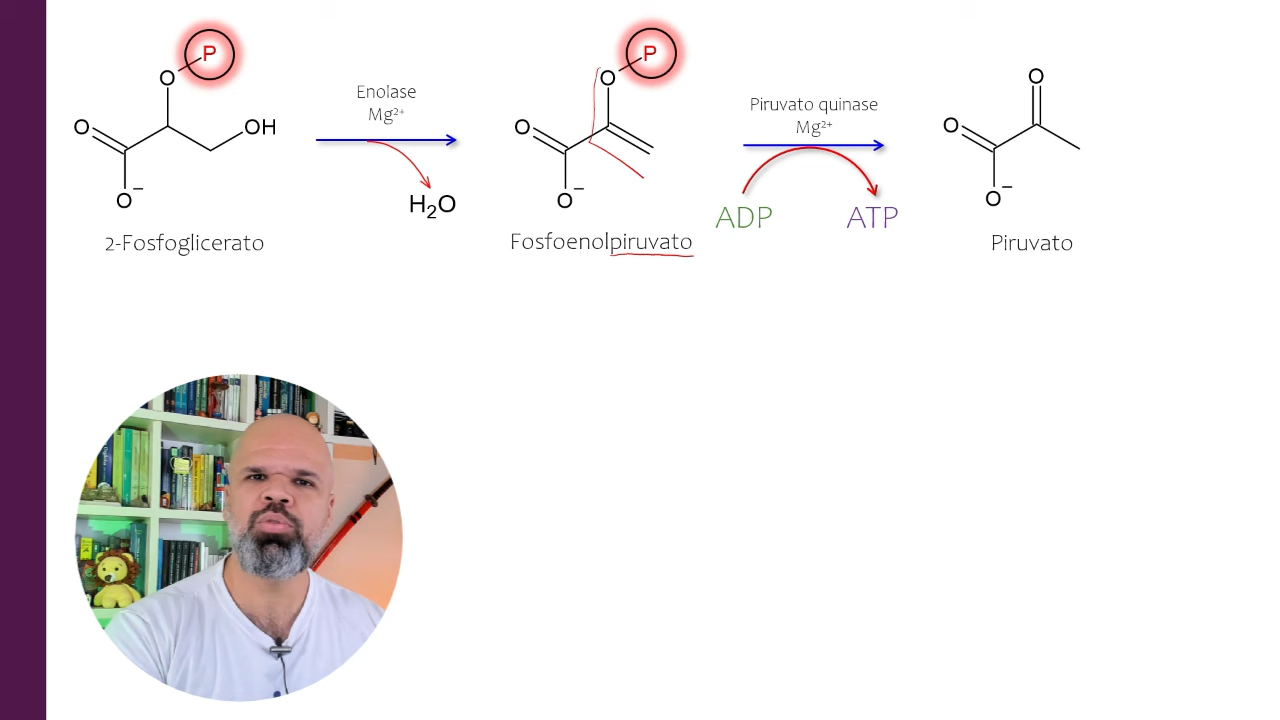 P
O
O
OH
O⁻
2-Fosfoglicerato
Enolase
Mg²⁺
H₂O
P
O
O
O⁻
Fosfoenolpiruvato
Piruvato quinase
Mg²⁺
ADP
ATP
O
O
O⁻
Piruvato